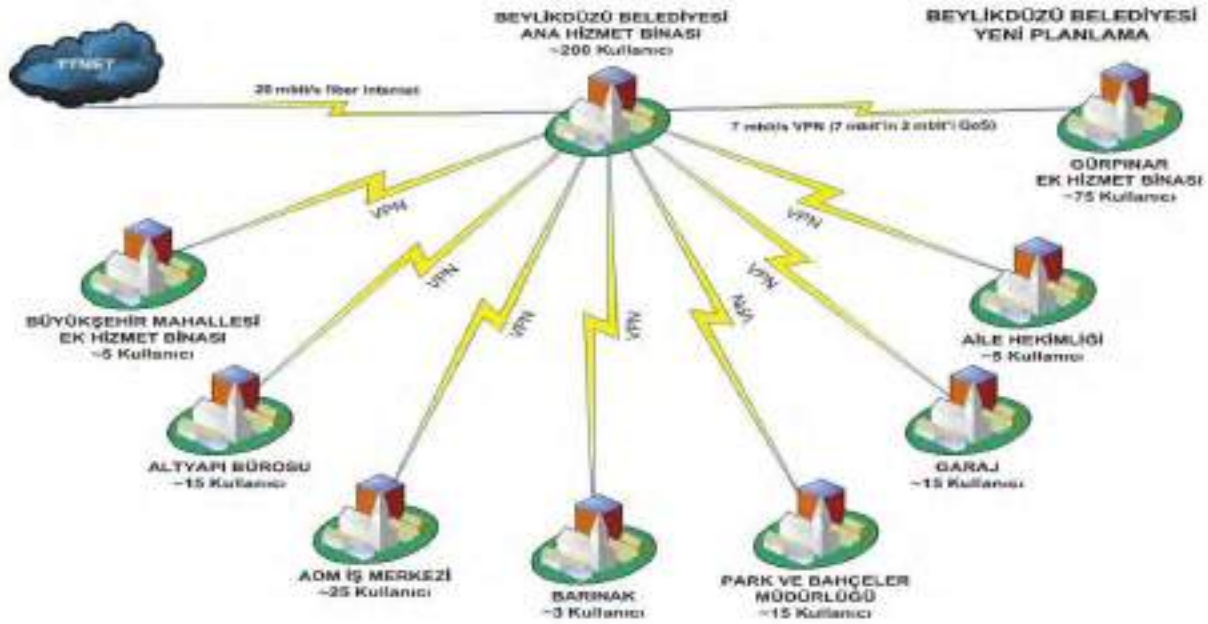 BEYLİKDÜZÜ BELEDİYESİ
ANA HİZMET BİNASI
~200 Kullanıcı
BEYLİKDÜZÜ BELEDİYESİ
YENİ PLANLAMA
TTNET
20 mbit/s fiber internet
7 mbit/s VPN (7 mbit'in 2 mbit'i QoS)
GÜRPINAR
EK HİZMET BİNASI
~75 Kullanıcı
VPN
VPN
VPN
VPN
VPN
VPN
VPN
BÜYÜKŞEHİR MAHALLESİ
EK HİZMET BİNASI
~5 Kullanıcı
AİLE HEKİMLİĞİ
~5 Kullanıcı
ALTYAPI BÜROSU
~15 Kullanıcı
GARAJ
~15 Kullanıcı
ADM İŞ MERKEZİ
~25 Kullanıcı
BARINAK
~3 Kullanıcı
PARK VE BAHÇELER
MÜDÜRLÜĞÜ
~15 Kullanıcı